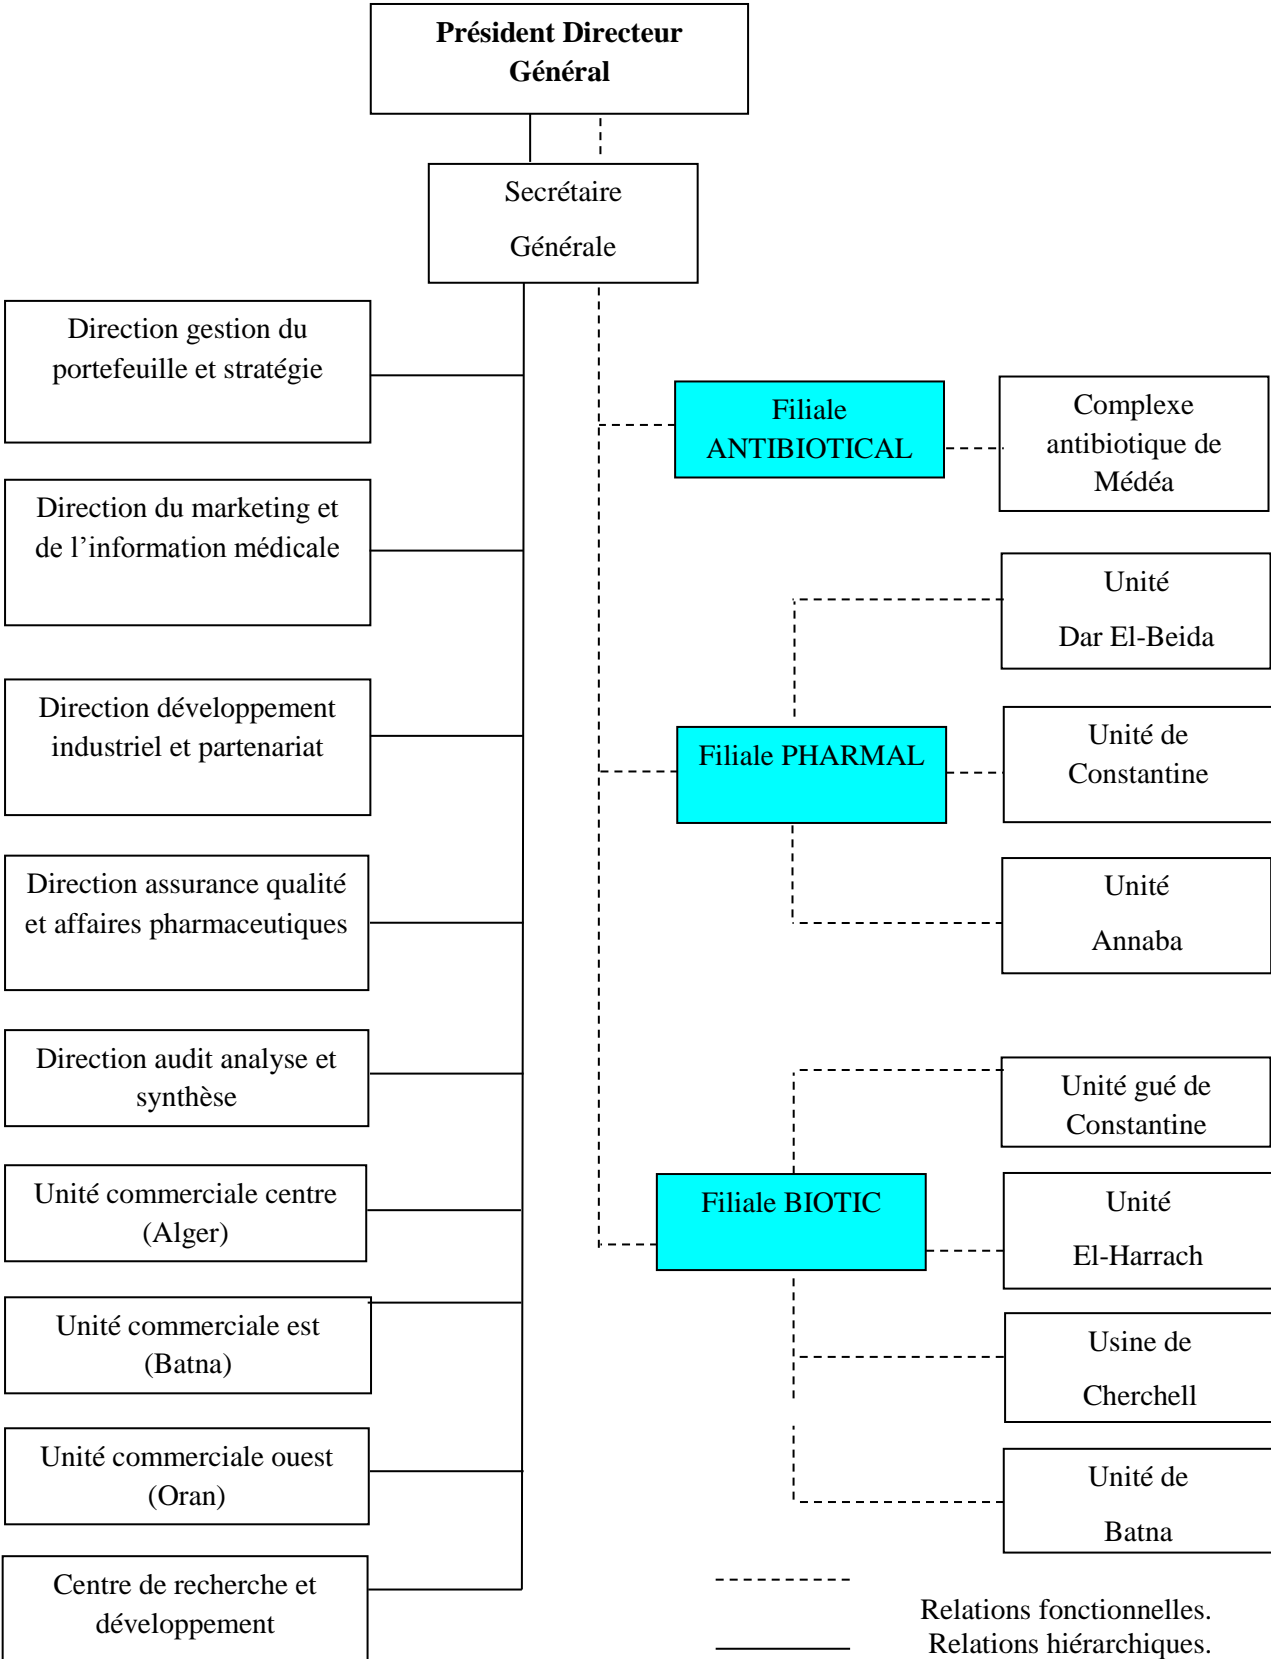 Président Directeur
Général
Secrétaire
Générale
Direction gestion du
portefeuille et stratégie
Direction du marketing et
de l’information médicale
Direction développement
industriel et partenariat
Direction assurance qualité
et affaires pharmaceutiques
Direction audit analyse et
synthèse
Unité commerciale centre
(Alger)
Unité commerciale est
(Batna)
Unité commerciale ouest
(Oran)
Centre de recherche et
développement
Filiale
ANTIBIOTICAL
Complexe
antibiotique de
Médéa
Filiale PHARMAL
Unité
Dar El-Beida
Unité de
Constantine
Unité
Annaba
Filiale BIOTIC
Unité gué de
Constantine
Unité
El-Harrach
Usine de
Cherchell
Unité de
Batna
Relations fonctionnelles.
Relations hiérarchiques.